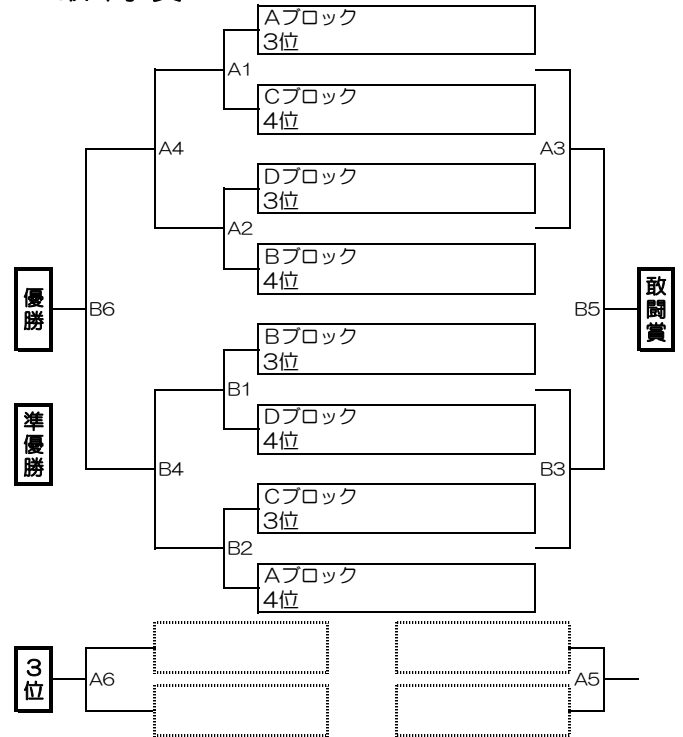 Aブロック
3位
A1
Cブロック
4位
A4
A3
Dブロック
3位
A2
Bブロック
4位
優勝
B6
B5
敢闘賞
Bブロック
3位
B1
Dブロック
4位
準優勝
B4
B3
Cブロック
3位
B2
Aブロック
4位
3位
A6
A5